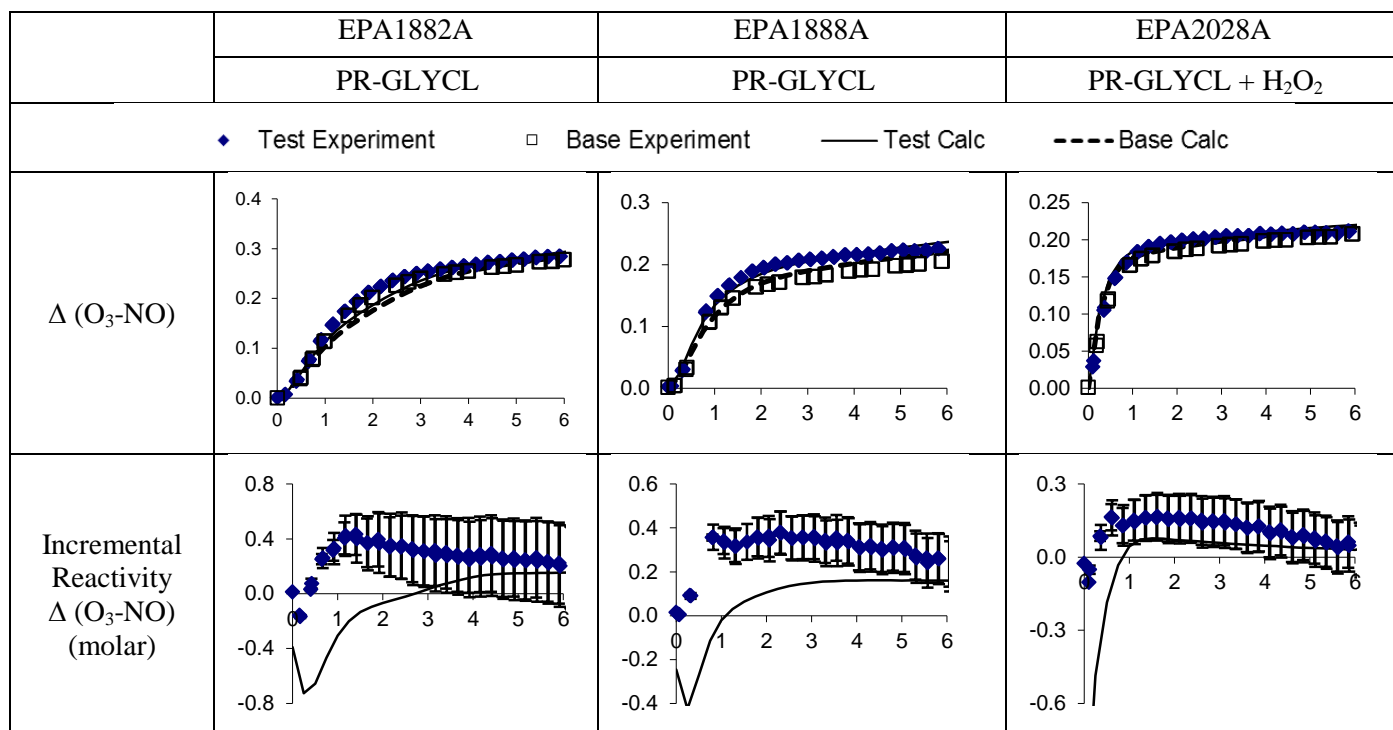 EPA1882A EPA1888A EPA2028A
PR-GLYCL PR-GLYCL PR-GLYCL + H₂O₂
Test Experiment Base Experiment Test Calc Base Calc
Δ (O₃-NO)
0.4
0.3
0.2
0.1
0.0
0 1 2 3 4 5 6
0.3
0.2
0.1
0.0
0 1 2 3 4 5 6
0.25
0.20
0.15
0.10
0.05
0.00
0 1 2 3 4 5 6
Incremental
Reactivity
Δ (O₃-NO)
(molar)
0.8
0.4
0.0
-0.4
-0.8
0 1 2 3 4 5 6
0.6
0.4
0.2
0.0
-0.2
-0.4
0 1 2 3 4 5 6
0.3
0.0
-0.3
-0.6
0 1 2 3 4 5 6